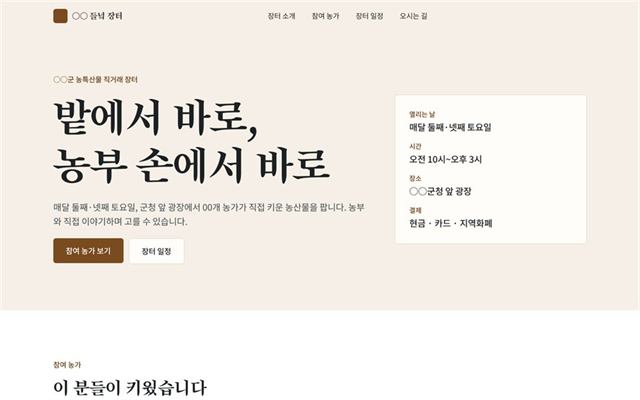 ○○ 들녘 장터
장터 소개
참여 농가
장터 일정
오시는 길
○○군 농특산물 직거래 장터
밭에서 바로,
농부 손에서 바로
매달 둘째·넷째 토요일, 군청 앞 광장에서 00개 농가가 직접 키운 농산물을 팝니다. 농부
와 직접 이야기하며 고를 수 있습니다.
참여 농가 보기
장터 일정
열리는 날
매달 둘째·넷째 토요일
시간
오전 10시~오후 3시
장소
○○군청 앞 광장
결제
현금 · 카드 · 지역화폐
참여 농가
이 분들이 키웠습니다